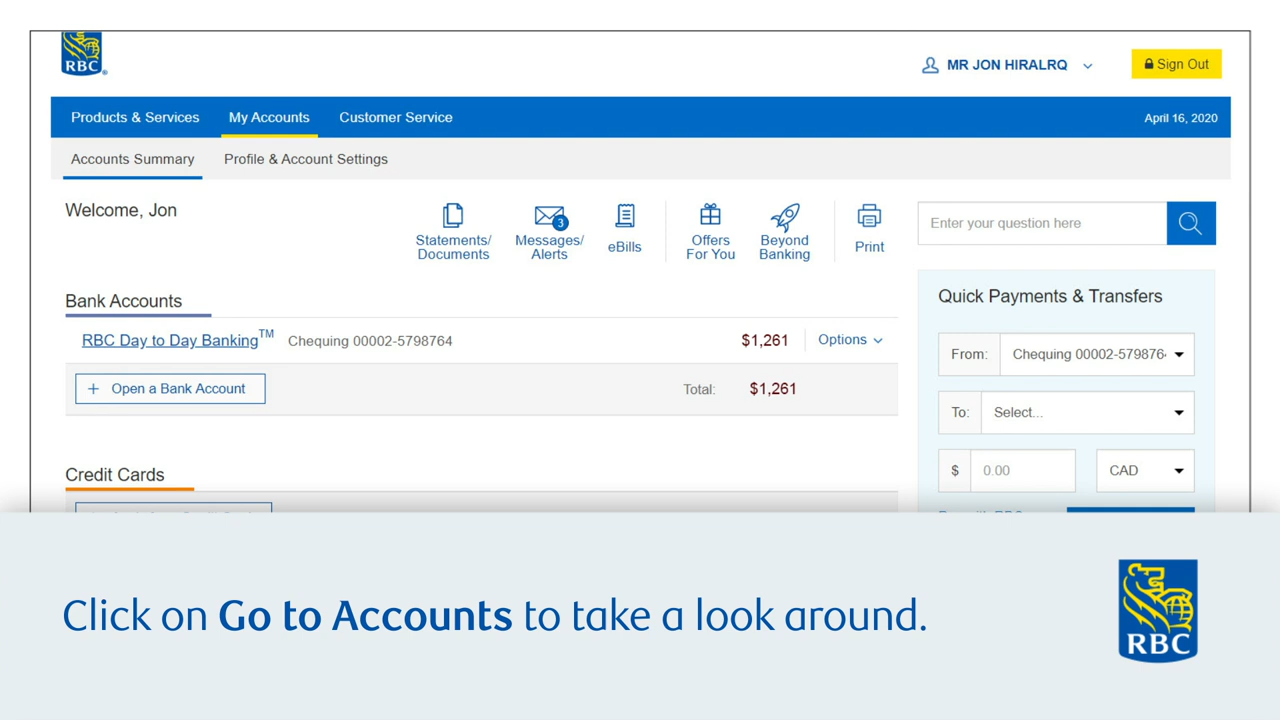 RBC
MR JON HIRALRQ
Sign Out
Products & Services My Accounts Customer Service
April 16, 2020
Accounts Summary Profile & Account Settings
Welcome, Jon
Statements/
Documents
3
Messages/
Alerts
eBills
Offers
For You
Beyond
Banking
Print
Enter your question here
Bank Accounts
RBC Day to Day Banking™ Chequing 00002-5798764 $1,261 Options
+ Open a Bank Account Total: $1,261
Credit Cards
Quick Payments & Transfers
From: Chequing 00002-579876
To: Select...
$ 0.00 CAD
Click on Go to Accounts to take a look around.
RBC